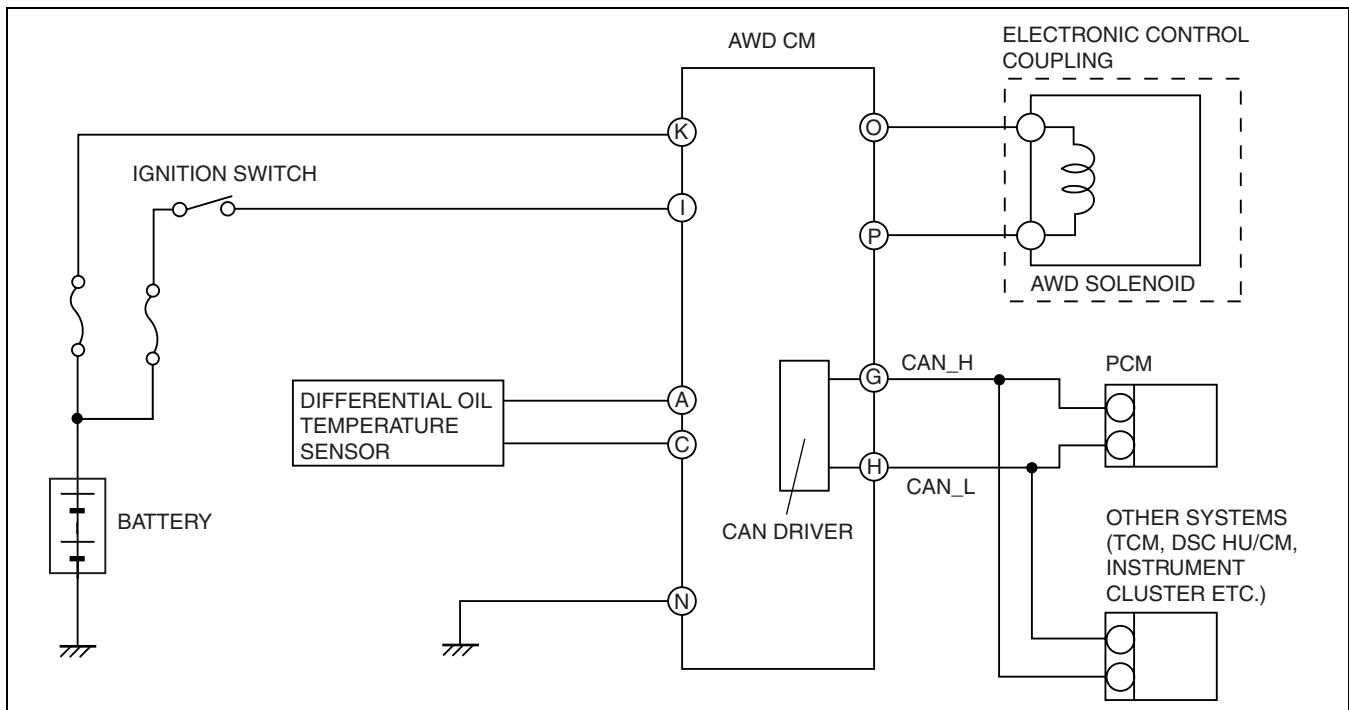 AWD CM
ELECTRONIC CONTROL
COUPLING
K
O
IGNITION SWITCH
I
P
AWD SOLENOID
CAN_H
PCM
G
DIFFERENTIAL OIL
TEMPERATURE
SENSOR
A
C
H
CAN_L
BATTERY
CAN DRIVER
OTHER SYSTEMS
(TCM, DSC HU/CM,
INSTRUMENT
CLUSTER ETC.)
N